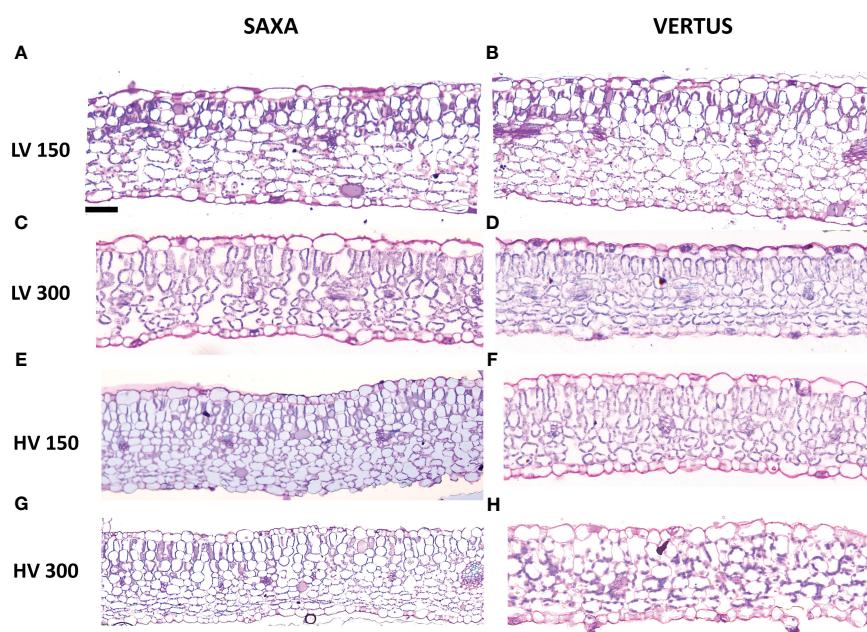 SAXA VERTUS
A B
LV 150
C D
LV 300
E F
HV 150
G H
HV 300